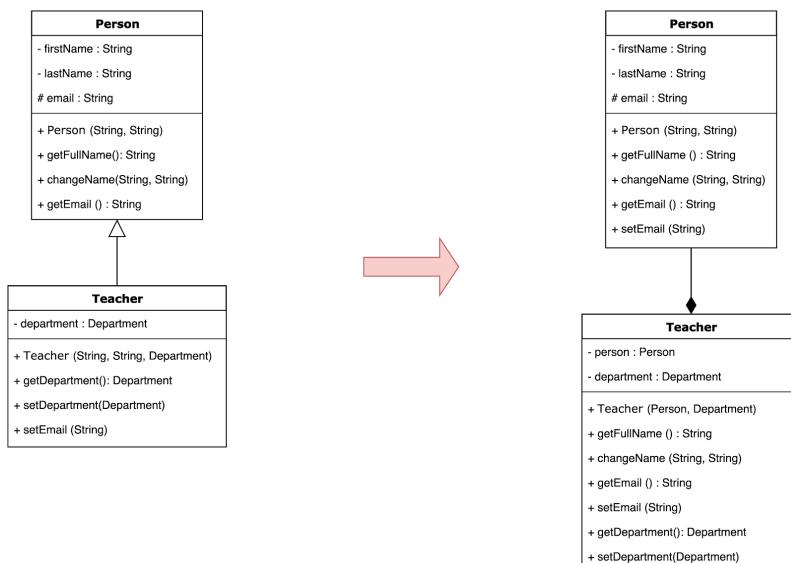 Person
- firstName : String
- lastName : String
# email : String
+ Person (String, String)
+ getFullName(): String
+ changeName(String, String)
+ getEmail () : String
Teacher
- department : Department
+ Teacher (String, String, Department)
+ getDepartment(): Department
+ setDepartment(Department)
+ setEmail (String)
Person
- firstName : String
- lastName : String
# email : String
+ Person (String, String)
+ getFullName () : String
+ changeName (String, String)
+ getEmail () : String
+ setEmail (String)
Teacher
- person : Person
- department : Department
+ Teacher (Person, Department)
+ getFullName () : String
+ changeName (String, String)
+ getEmail () : String
+ setEmail (String)
+ getDepartment(): Department
+ setDepartment(Department)